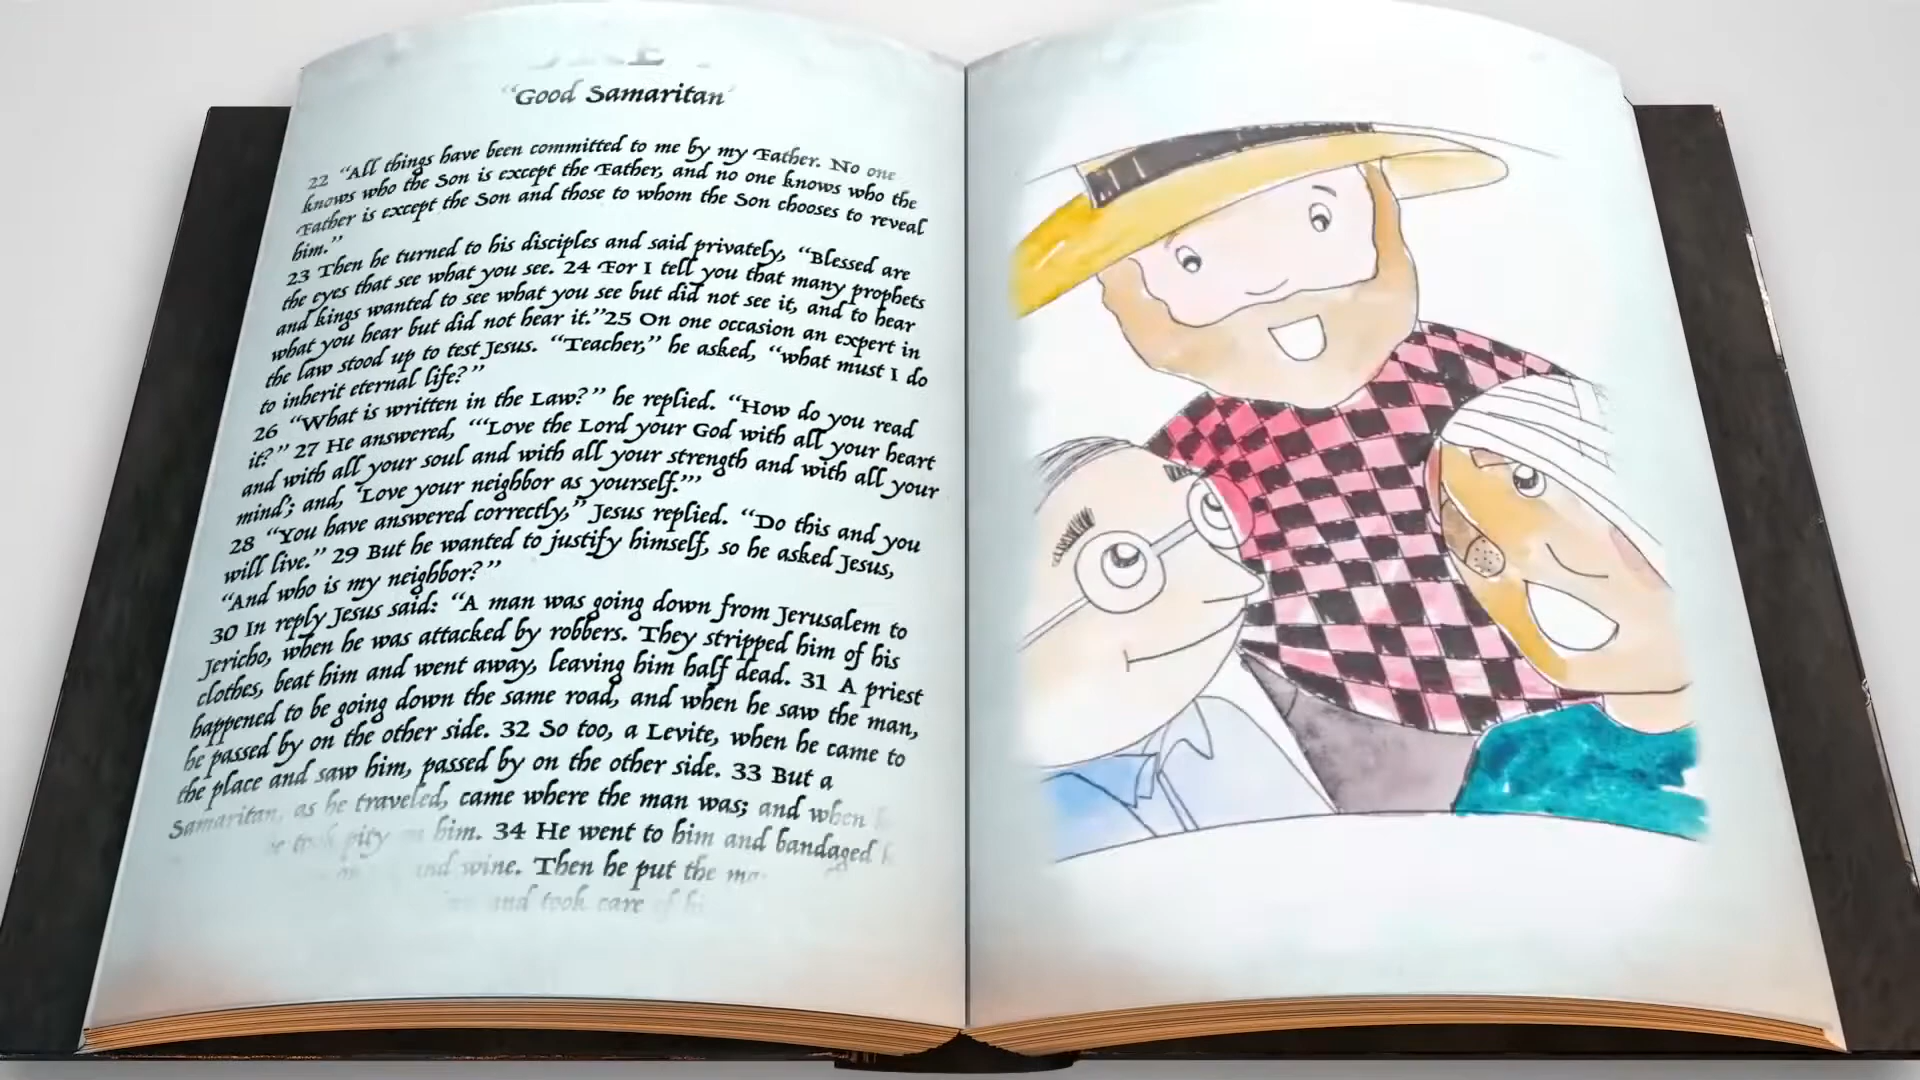 “Good Samaritan”
22 “All things have been committed to me by my Father. No one
knows who the Son is except the Father, and no one knows who the
Father is except the Son and those to whom the Son chooses to reveal
him.”
23 Then he turned to his disciples and said privately, “Blessed are
the eyes that see what you see. 24 For I tell you that many prophets
and kings wanted to see what you see but did not see it, and to hear
what you hear but did not hear it.”25 On one occasion an expert in
the law stood up to test Jesus. “Teacher,” he asked, “what must I do
to inherit eternal life?”
26 “What is written in the Law?” he replied. “How do you read
it?” 27 He answered, “‘Love the Lord your God with all your heart
and with all your soul and with all your strength and with all your
mind’; and, ‘Love your neighbor as yourself.’”
28 “You have answered correctly,” Jesus replied. “Do this and you
will live.” 29 But he wanted to justify himself, so he asked Jesus,
“And who is my neighbor?”
30 In reply Jesus said: “A man was going down from Jerusalem to
Jericho, when he was attacked by robbers. They stripped him of his
clothes, beat him and went away, leaving him half dead. 31 A priest
happened to be going down the same road, and when he saw the man,
he passed by on the other side. 32 So too, a Levite, when he came to
the place and saw him, passed by on the other side. 33 But a
Samaritan, as he traveled, came where the man was; and when
took pity on him. 34 He went to him and bandaged
and wine. Then he put the
and took care of